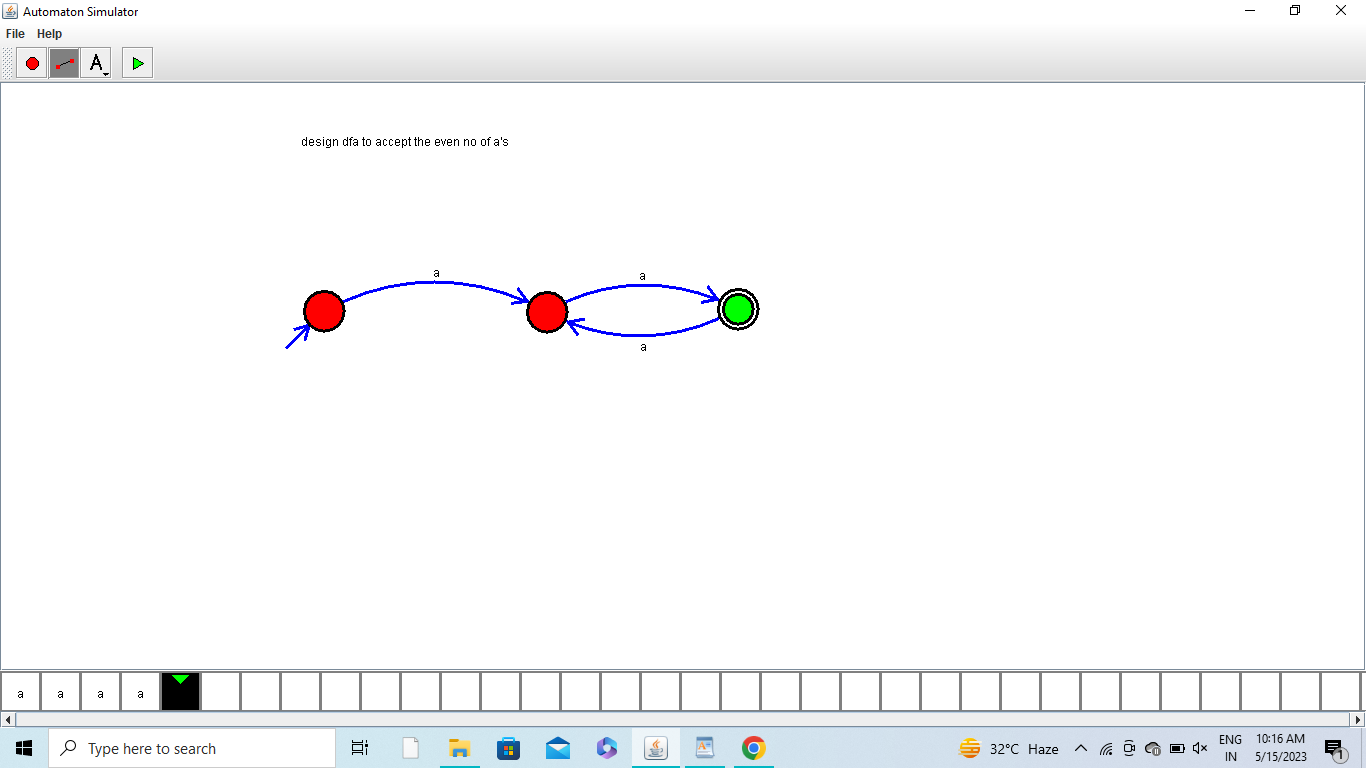 Automaton Simulator
File Help
A
design dfa to accept the even no of a's
a
a
a
a a a a
Type here to search
32°C Haze
ENG
IN
10:16 AM
5/15/2023
1